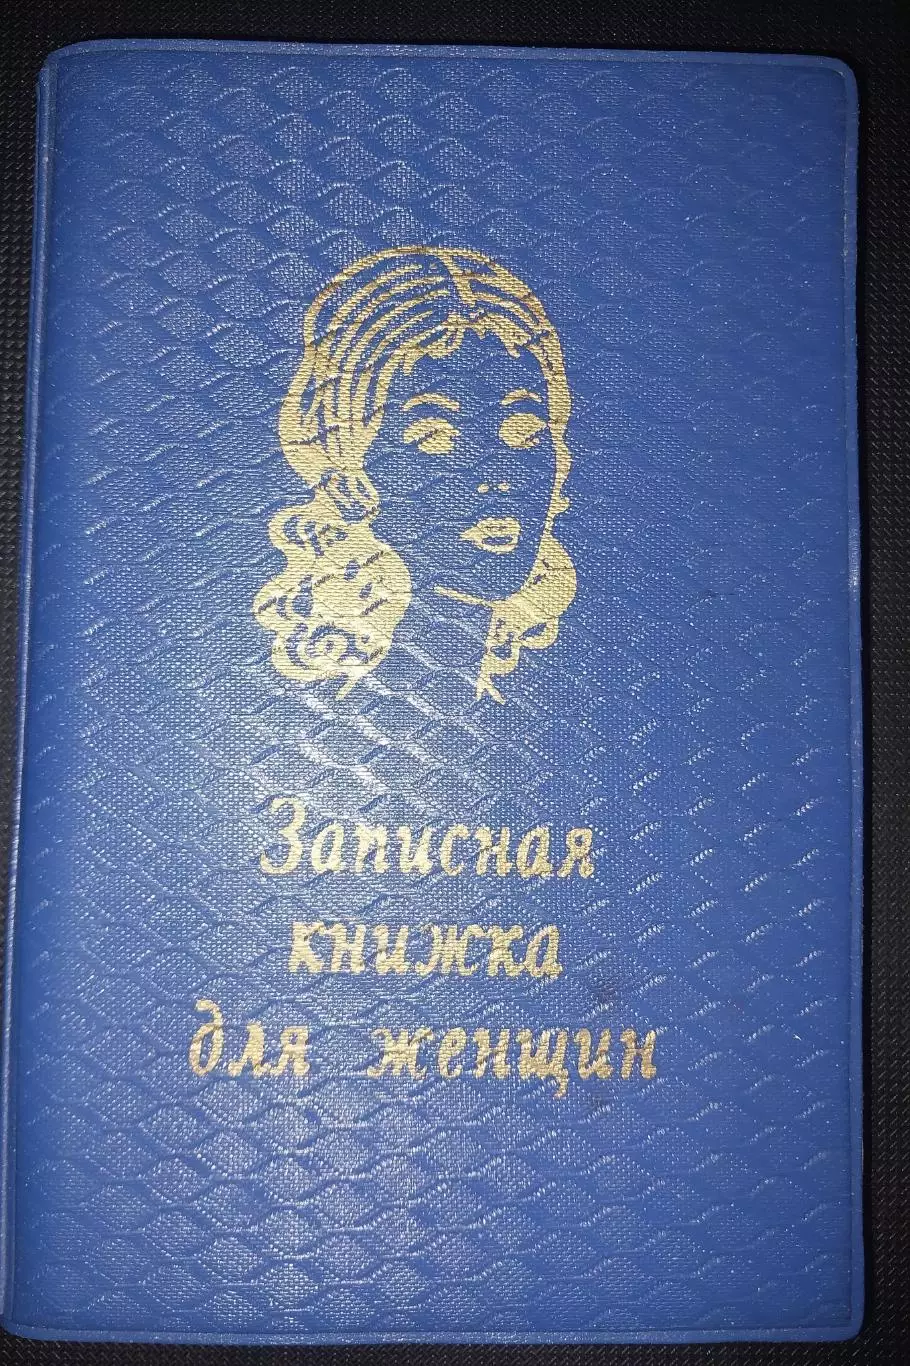 Записная
книжка
для женщин